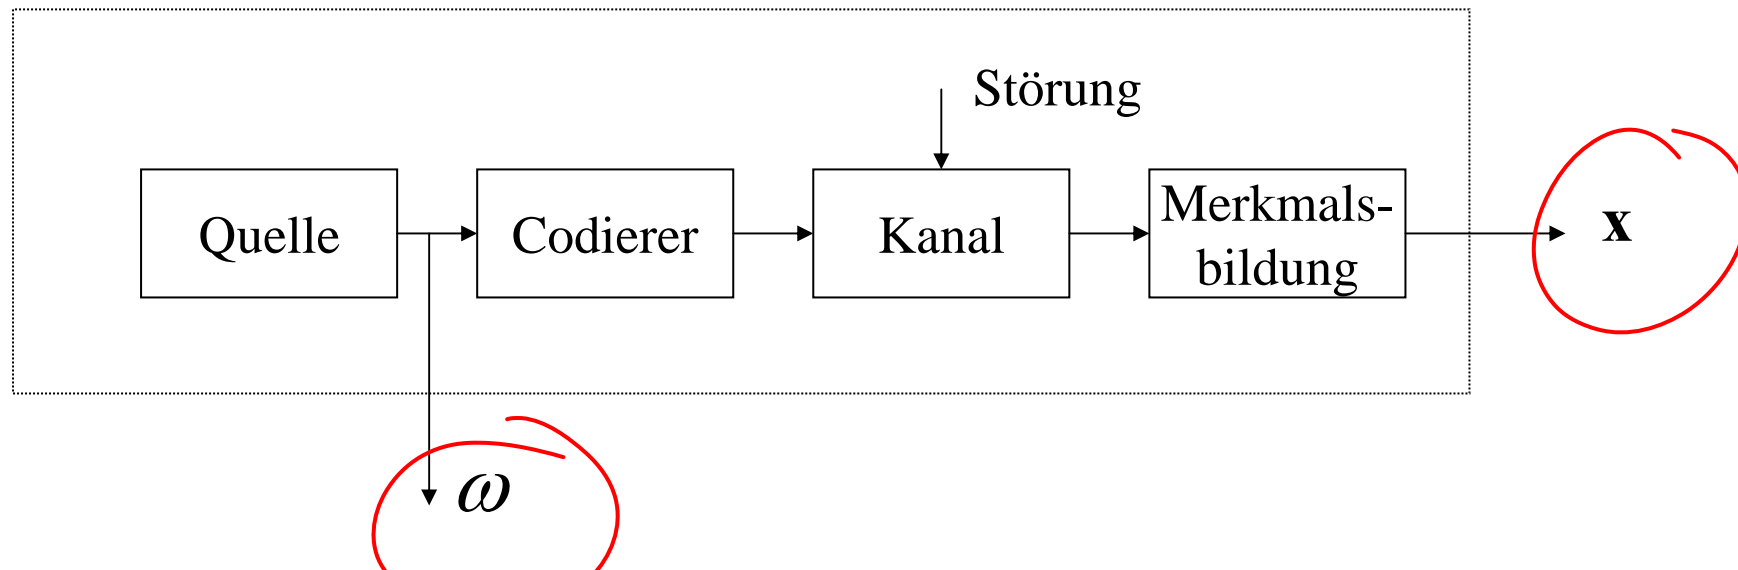 Störung
Quelle
Codierer
Kanal
Merkmals-
bildung
x
ω